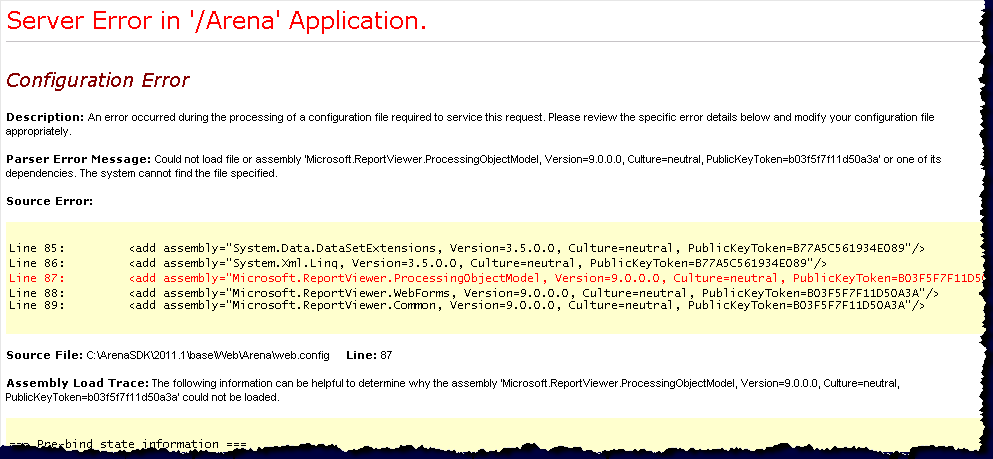 Server Error in '/Arena' Application.
Configuration Error
Description: An error occurred during the processing of a configuration file required to service this request. Please review the specific error details below and modify your configuration file
appropriately.
Parser Error Message: Could not load file or assembly 'Microsoft.ReportViewer.ProcessingObjectModel, Version=9.0.0.0, Culture=neutral, PublicKeyToken=b03f5f7f11d50a3a' or one of its
dependencies. The system cannot find the file specified.
Source Error:
Line 85:         <add assembly="System.Data.DataSetExtensions, Version=3.5.0.0, Culture=neutral, PublicKeyToken=B77A5C561934E089"/>
Line 86:         <add assembly="System.Xml.Linq, Version=3.5.0.0, Culture=neutral, PublicKeyToken=B77A5C561934E089"/>
Line 87:         <add assembly="Microsoft.ReportViewer.ProcessingObjectModel, Version=9.0.0.0, Culture=neutral, PublicKeyToken=B03F5F7F11D50
Line 88:         <add assembly="Microsoft.ReportViewer.WebForms, Version=9.0.0.0, Culture=neutral, PublicKeyToken=B03F5F7F11D50A3A"/>
Line 89:         <add assembly="Microsoft.ReportViewer.Common, Version=9.0.0.0, Culture=neutral, PublicKeyToken=B03F5F7F11D50A3A"/>
Source File: C:\ArenaSDK\2011.1\base\Web\Arena\web.config    Line: 87
Assembly Load Trace: The following information can be helpful to determine why the assembly 'Microsoft.ReportViewer.ProcessingObjectModel, Version=9.0.0.0, Culture=neutral,
PublicKeyToken=b03f5f7f11d50a3a' could not be loaded.
=== Pre-bind state information ===